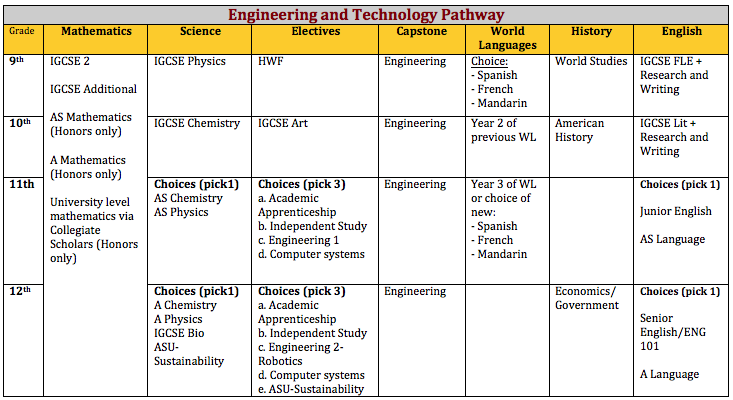 Engineering and Technology Pathway
Grade Mathematics Science Electives Capstone World Languages History English
9th
IGCSE 2
IGCSE Additional
AS Mathematics
(Honors only)
A Mathematics
(Honors only)
University level
mathematics via
Collegiate
Scholars (Honors
only)
IGCSE Physics
HWF
Engineering
Choice:
- Spanish
- French
- Mandarin
World Studies
IGCSE FLE +
Research and
Writing
10th
IGCSE Chemistry
IGCSE Art
Engineering
Year 2 of
previous WL
American
History
IGCSE Lit +
Research and
Writing
11th
Choices (pick1)
AS Chemistry
AS Physics
Choices (pick 3)
a. Academic
Apprenticeship
b. Independent Study
c. Engineering 1
d. Computer systems
Engineering
Year 3 of WL
or choice of
new:
- Spanish
- French
- Mandarin
Choices (pick 1)
Junior English
AS Language
12th
Choices (pick1)
A Chemistry
A Physics
IGCSE Bio
ASU-
Sustainability
Choices (pick 3)
a. Academic
Apprenticeship
b. Independent Study
c. Engineering 2-
Robotics
d. Computer systems
e. ASU-Sustainability
Engineering
Economics/
Government
Choices (pick 1)
Senior
English/ENG
101
A Language